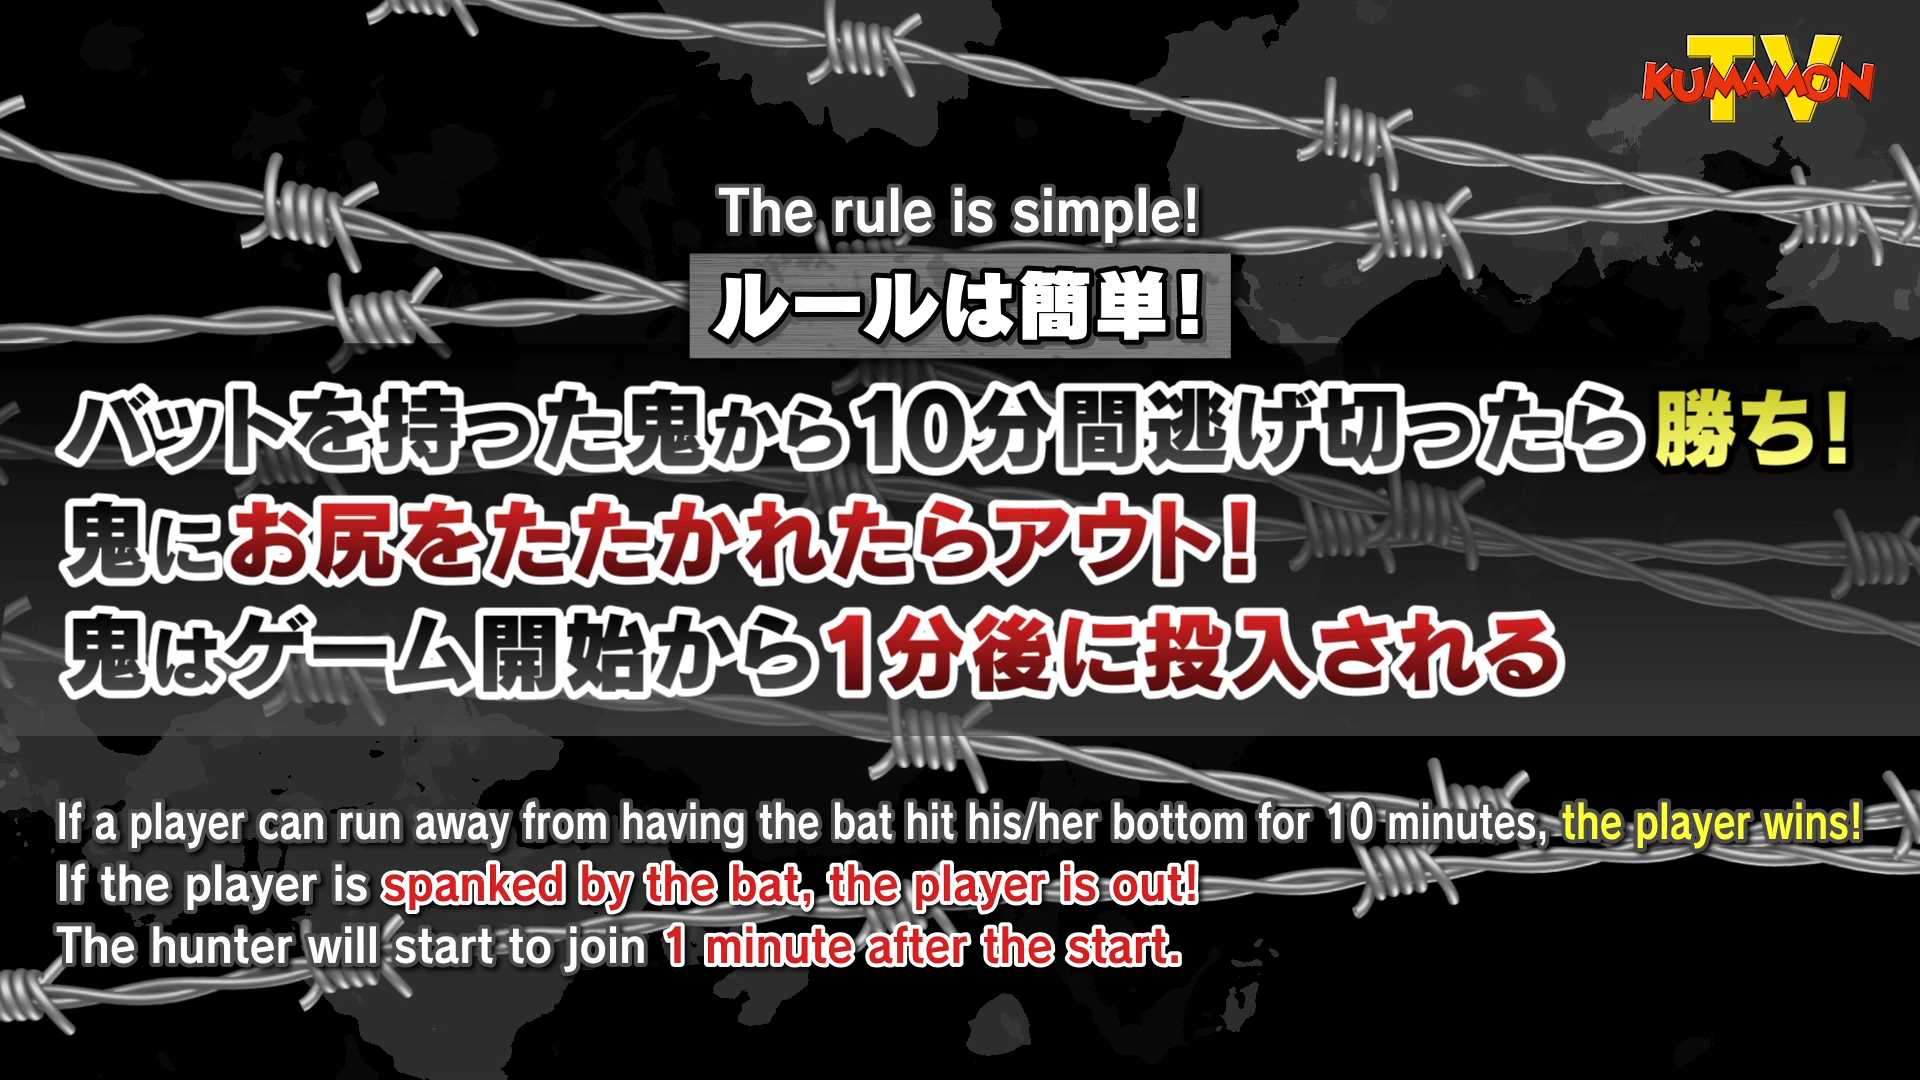 TV
KUMAMON
The rule is simple!
ルールは簡単!
バットを持った鬼から10分間逃げ切ったら勝ち!
鬼にお尻をたたかれたらアウト!
鬼はゲーム開始から1分後に投入される
If a player can run away from having the bat hit his/her bottom for 10 minutes, the player wins!
If the player is spanked by the bat, the player is out!
The hunter will start to join 1 minute after the start.